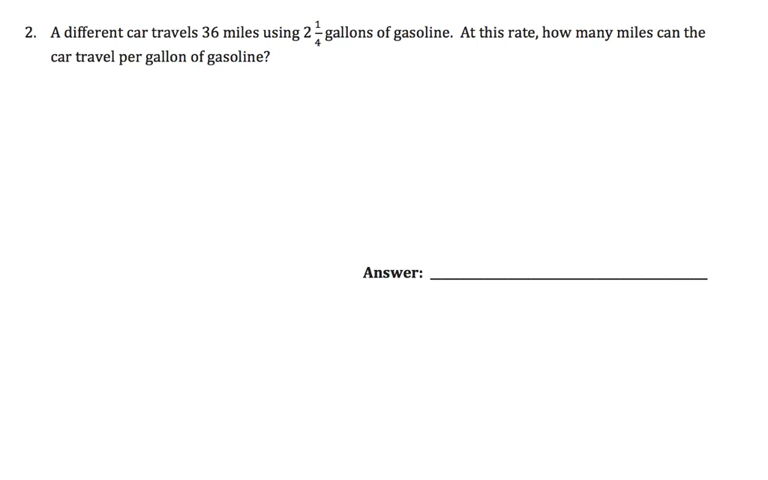 2. A different car travels 36 miles using 2 1/4 gallons of gasoline. At this rate, how many miles can the
car travel per gallon of gasoline?
Answer: ______________________________